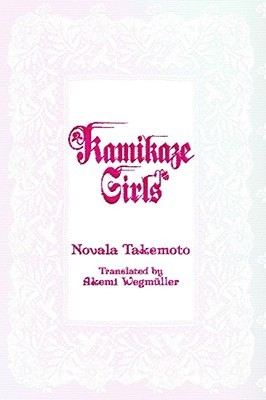 Kamikaze
Girls
Novala Takemoto
Translated by
Akemi Wegmüller